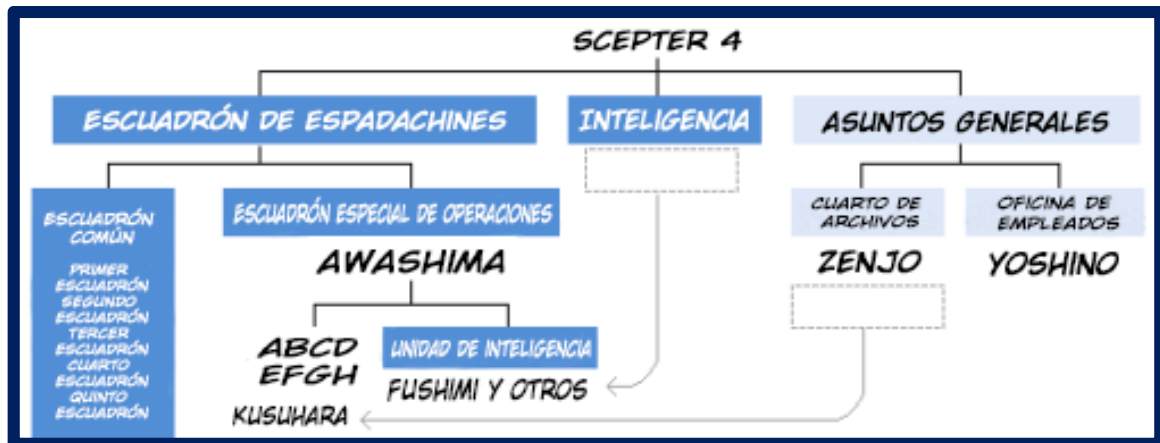 SCEPTER 4
ESCUADRÓN DE ESPADACHINES
INTELIGENCIA
ASUNTOS GENERALES
ESCUADRÓN
COMÚN
PRIMER
ESCUADRÓN
SEGUNDO
ESCUADRÓN
TERCER
ESCUADRÓN
CUARTO
ESCUADRÓN
QUINTO
ESCUADRÓN
ESCUADRÓN ESPECIAL DE OPERACIONES
AWASHIMA
ABCD
EFGH
KUSUHARA
UNIDAD DE INTELIGENCIA
FUSHIMI Y OTROS
CUARTO DE
ARCHIVOS
ZENJO
OFICINA DE
EMPLEADOS
YOSHINO